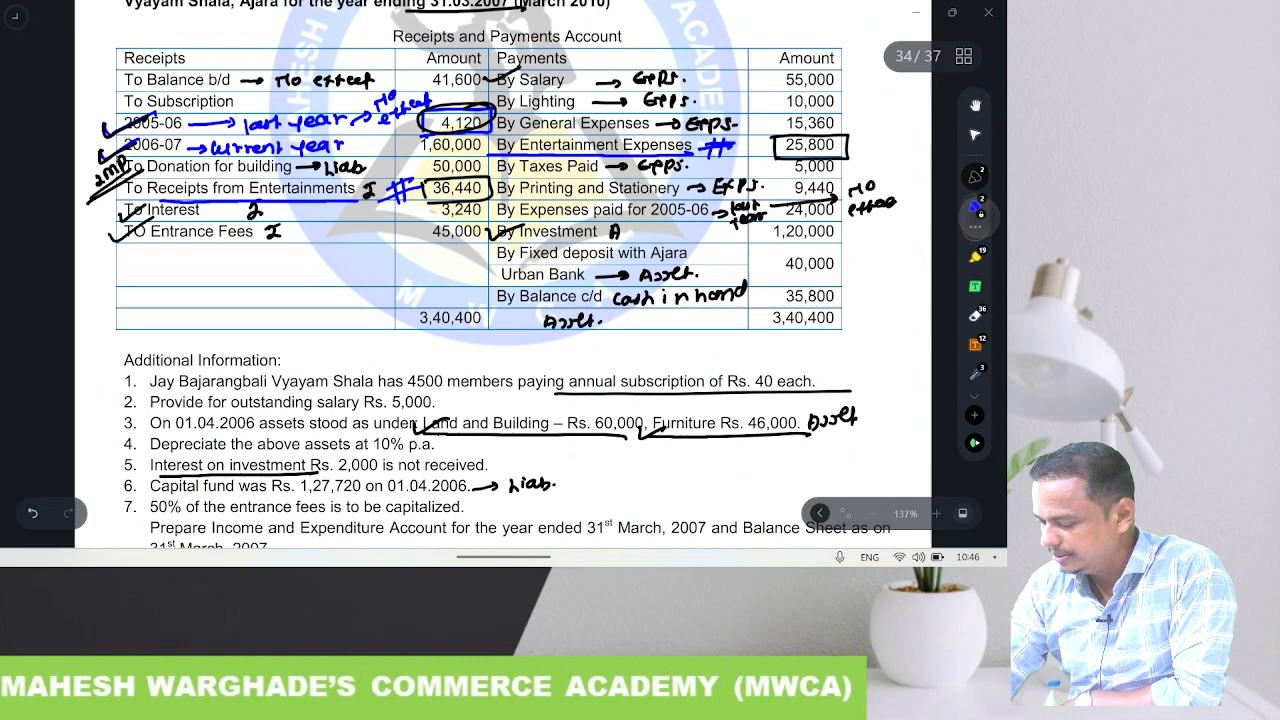 Vyayam Shala, Ajara for the year ending 31.03.2007 (March 2010)
Receipts and Payments Account
Receipts Amount Payments Amount
To Balance b/d → No effect 41,600 By Salary → Exps. 55,000
To Subscription By Lighting → Exps. 10,000
2005-06 → last year → No effect 4,120 By General Expenses → Exps. 15,360
2006-07 → current year 1,60,000 By Entertainment Expenses # 25,800
2mp To Donation for building → Liab. 50,000 By Taxes Paid → Exps. 5,000
To Receipts from Entertainments I # 36,440 By Printing and Stationery → Exps. 9,440
To Interest I 3,240 By Expenses paid for 2005-06 → last year 24,000 → No effec
TO Entrance Fees I 45,000 By Investment A 1,20,000
By Fixed deposit with Ajara
Urban Bank → Asset. 40,000
By Balance c/d cash in hand 35,800
3,40,400 Asset. 3,40,400
Additional Information:
1. Jay Bajarangbali Vyayam Shala has 4500 members paying annual subscription of Rs. 40 each.
2. Provide for outstanding salary Rs. 5,000.
3. On 01.04.2006 assets stood as under Land and Building – Rs. 60,000, Furniture Rs. 46,000. Asset
4. Depreciate the above assets at 10% p.a.
5. Interest on investment Rs. 2,000 is not received.
6. Capital fund was Rs. 1,27,720 on 01.04.2006. → Liab.
7. 50% of the entrance fees is to be capitalized.
Prepare Income and Expenditure Account for the year ended 31st March, 2007 and Balance Sheet as on
31st March, 2007
34/37
2
2
19
T
36
T 12
3
137%
ENG 10:46
MAHESH WARGHADE'S COMMERCE ACADEMY (MWCA)